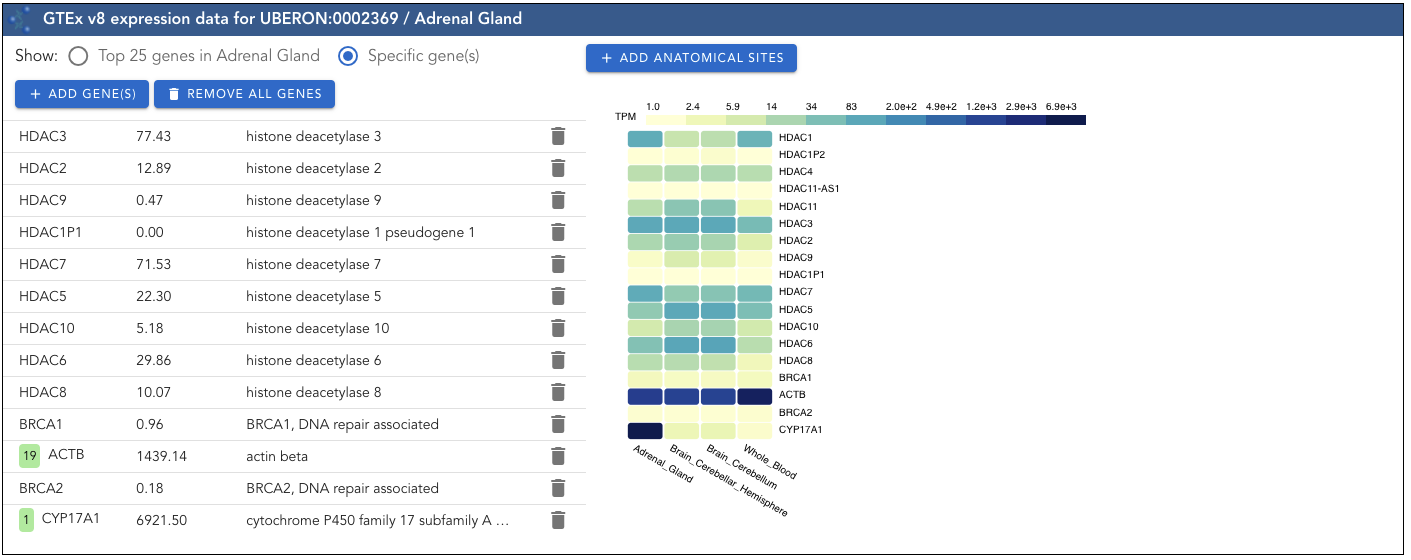 GTEx v8 expression data for UBERON:0002369 / Adrenal Gland
Show: Top 25 genes in Adrenal Gland Specific gene(s)
+ ADD GENE(S) REMOVE ALL GENES
HDAC3 77.43 histone deacetylase 3
HDAC2 12.89 histone deacetylase 2
HDAC9 0.47 histone deacetylase 9
HDAC1P1 0.00 histone deacetylase 1 pseudogene 1
HDAC7 71.53 histone deacetylase 7
HDAC5 22.30 histone deacetylase 5
HDAC10 5.18 histone deacetylase 10
HDAC6 29.86 histone deacetylase 6
HDAC8 10.07 histone deacetylase 8
BRCA1 0.96 BRCA1, DNA repair associated
19 ACTB 1439.14 actin beta
BRCA2 0.18 BRCA2, DNA repair associated
1 CYP17A1 6921.50 cytochrome P450 family 17 subfamily A ...
+ ADD ANATOMICAL SITES
1.0 2.4 5.9 14 34 83 2.0e+2 4.9e+2 1.2e+3 2.9e+3 6.9e+3
TPM
HDAC1
HDAC1P2
HDAC4
HDAC11-AS1
HDAC11
HDAC3
HDAC2
HDAC9
HDAC1P1
HDAC7
HDAC5
HDAC10
HDAC6
HDAC8
BRCA1
ACTB
BRCA2
CYP17A1
Adrenal_Gland
Brain_Cerebellar_Hemisphere
Brain_Cerebellum
Whole_Blood